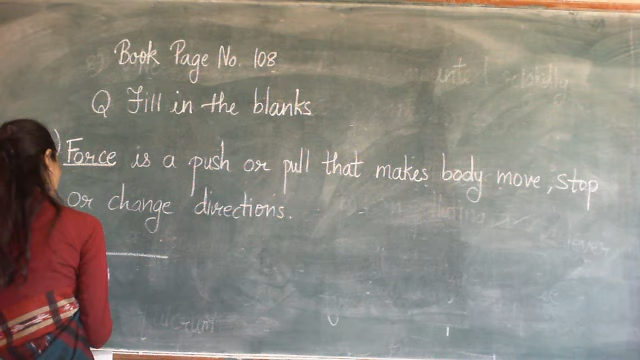 Book Page No. 108
Q Fill in the blanks
Force is a push or pull that makes body move, stop
or change directions.